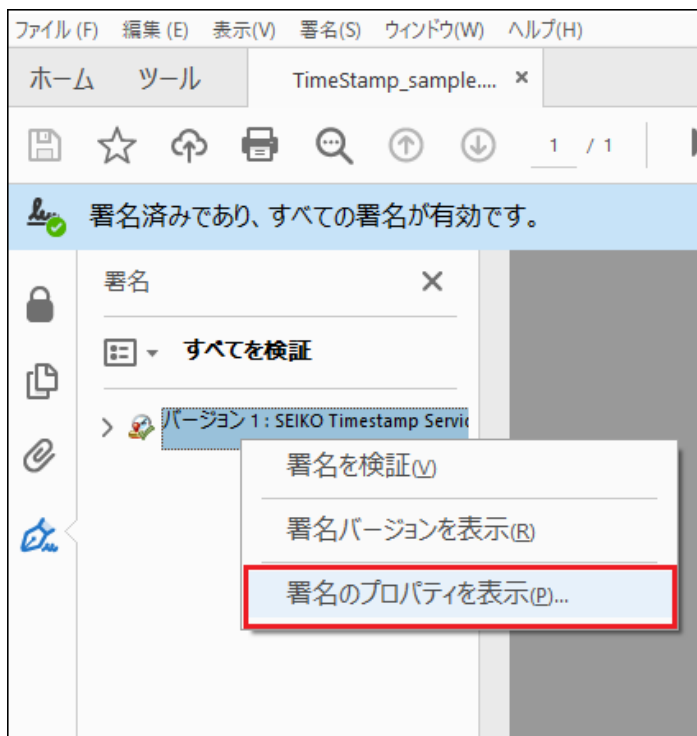 ファイル(F) 編集(E) 表示(V) 署名(S) ウィンドウ(W) ヘルプ(H)
ホーム ツール TimeStamp_sample.... ×
1 / 1
署名済みであり、すべての署名が有効です。
署名
すべてを検証
バージョン 1 : SEIKO Timestamp Servic
署名を検証(V)
署名バージョンを表示(R)
署名のプロパティを表示(P)...